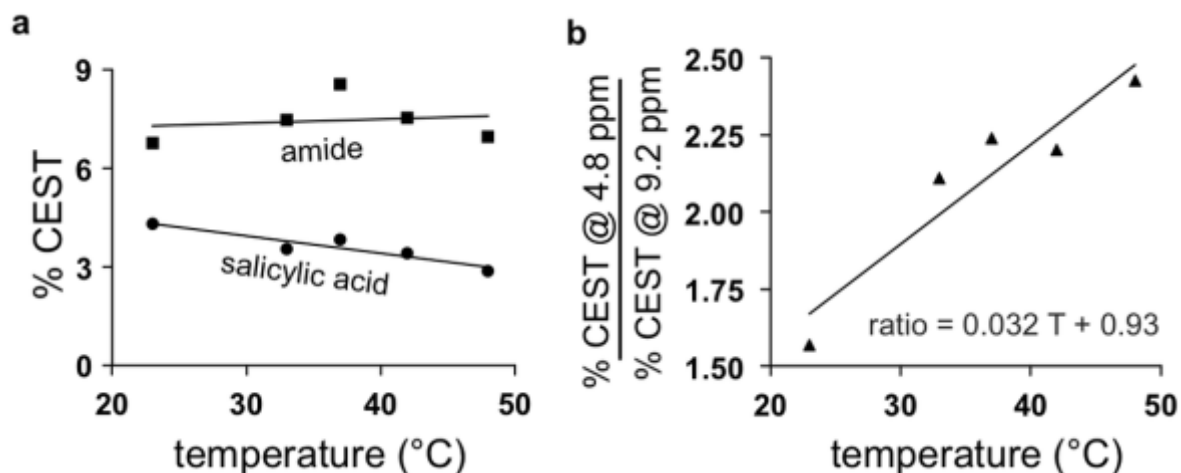 a
% CEST
9
6
3
0
amide
salicylic acid
20
30
40
50
temperature (°C)
b
% CEST @ 4.8 ppm
% CEST @ 9.2 ppm
2.50
2.25
2.00
1.75
1.50
ratio = 0.032 T + 0.93
20
30
40
50
temperature (°C)